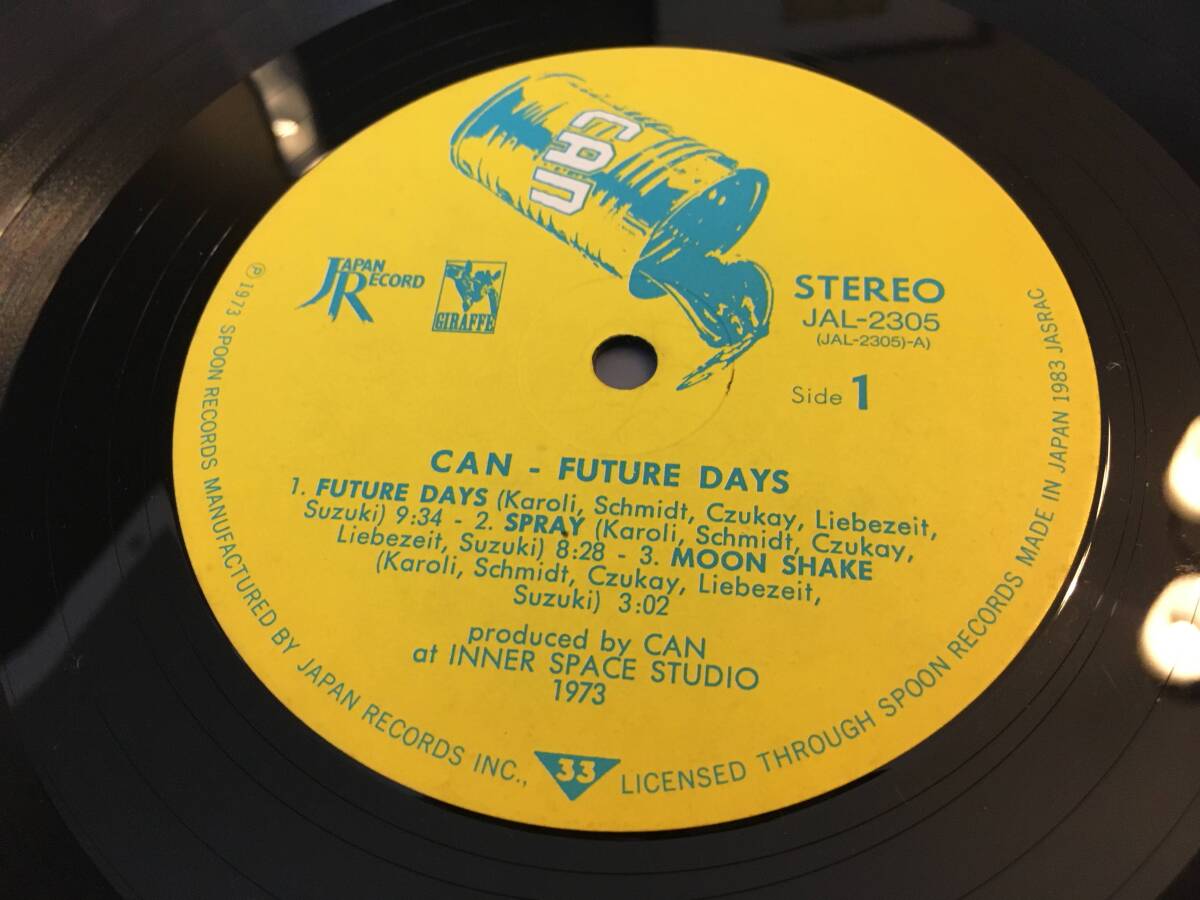 CAN
JAPAN RECORD
GIRAFFE
STEREO
JAL-2305
(JAL-2305)-A)
Side 1
CAN - FUTURE DAYS
1. FUTURE DAYS (Karoli, Schmidt, Czukay, Liebezeit,
Suzuki) 9:34 - 2. SPRAY (Karoli, Schmidt, Czukay,
Liebezeit, Suzuki) 8:28 - 3. MOON SHAKE
(Karoli, Schmidt, Czukay, Liebezeit,
Suzuki) 3:02
produced by CAN
at INNER SPACE STUDIO
1973
33
℗ 1973 SPOON RECORDS MANUFACTURED BY JAPAN RECORDS INC., LICENSED THROUGH SPOON RECORDS MADE IN JAPAN 1983 JASRAC